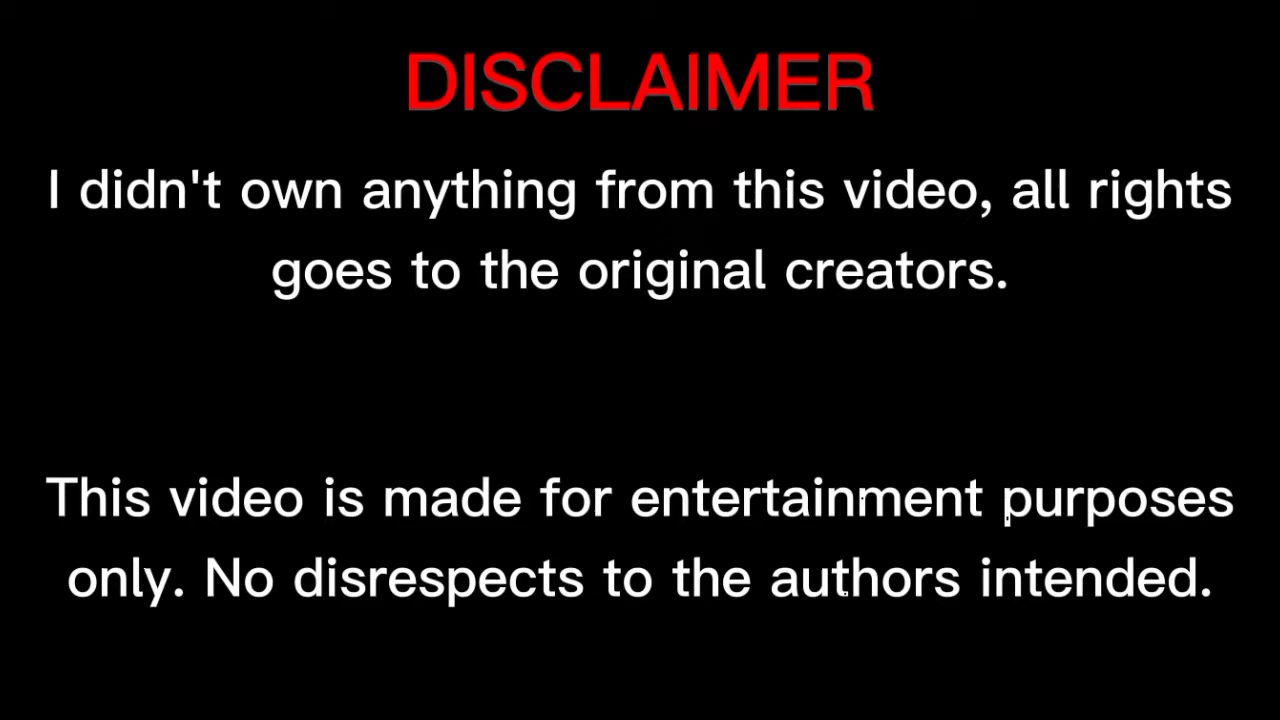 DISCLAIMER
I didn't own anything from this video, all rights
goes to the original creators.
This video is made for entertainment purposes
only. No disrespects to the authors intended.